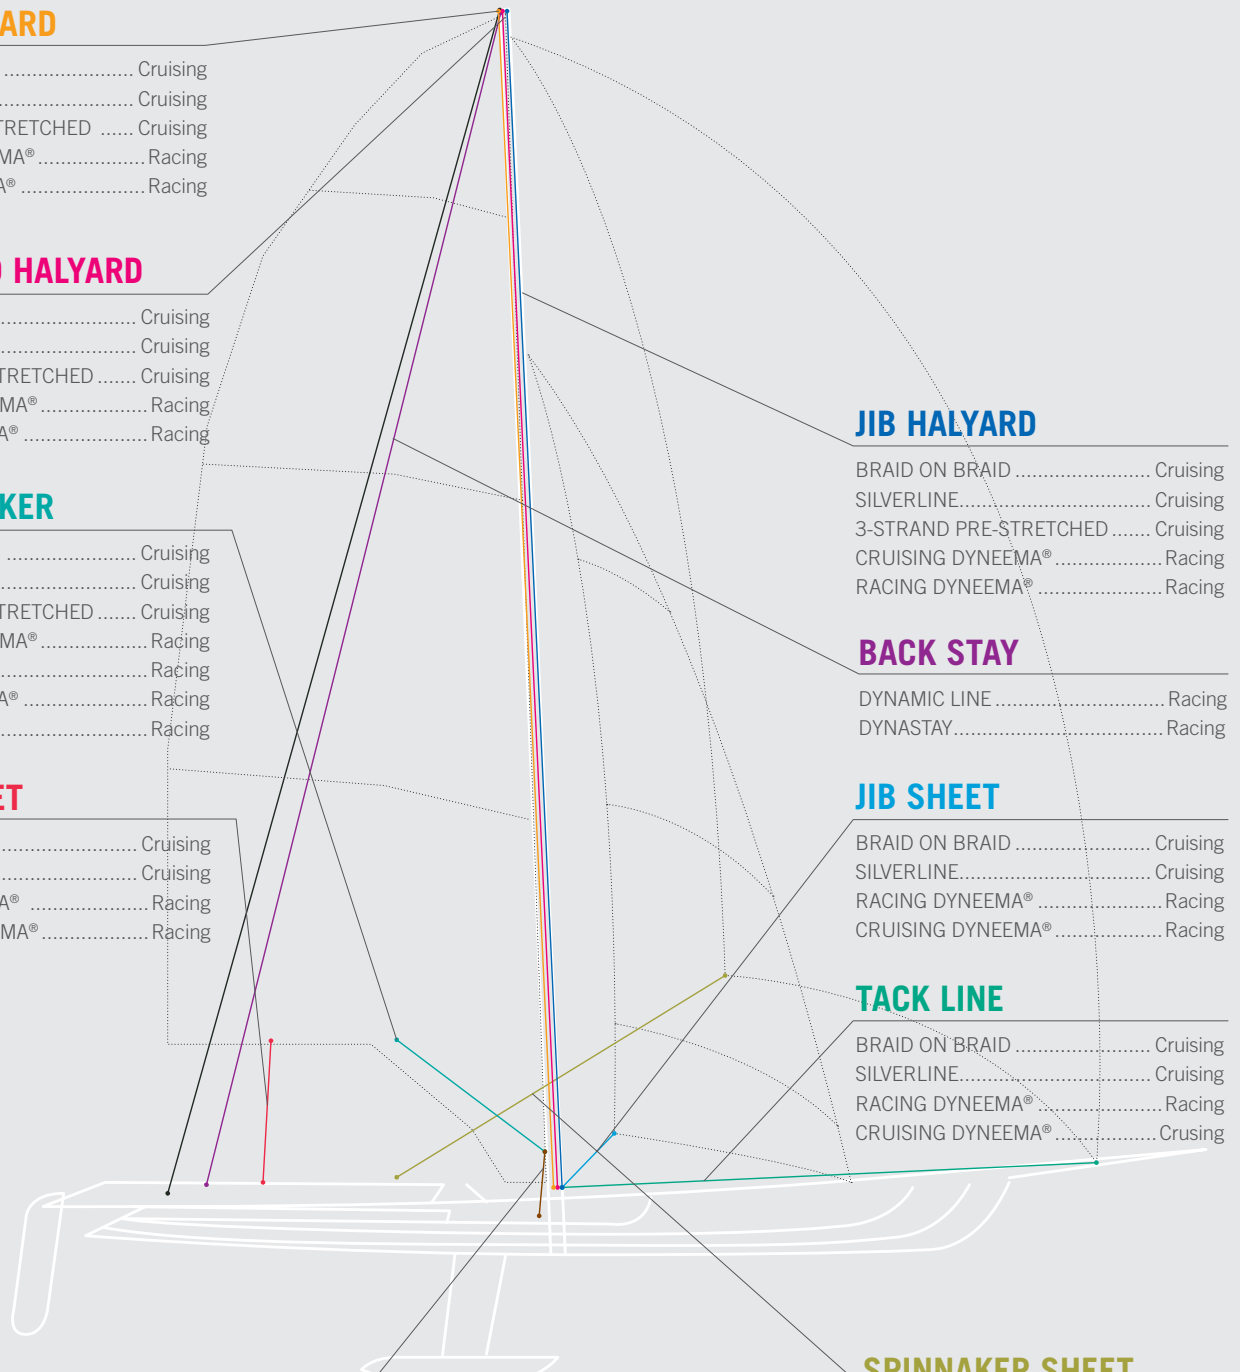 ARD
...................... Cruising
....................... Cruising
TRETCHED ...... Cruising
MA® .................. Racing
A® ..................... Racing
HALYARD
....................... Cruising
....................... Cruising
TRETCHED ....... Cruising
MA® .................. Racing
A® ..................... Racing
KER
...................... Cruising
....................... Cruising
TRETCHED ....... Cruising
MA® .................. Racing
......................... Racing
A® ..................... Racing
......................... Racing
ET
....................... Cruising
....................... Cruising
A® .................... Racing
MA® .................. Racing
JIB HALYARD
BRAID ON BRAID ....................... Cruising
SILVERLINE................................ Cruising
3-STRAND PRE-STRETCHED ....... Cruising
CRUISING DYNEEMA® .................. Racing
RACING DYNEEMA® ..................... Racing
BACK STAY
DYNAMIC LINE ............................. Racing
DYNASTAY.................................... Racing
JIB SHEET
BRAID ON BRAID ....................... Cruising
SILVERLINE................................ Cruising
RACING DYNEEMA® ..................... Racing
CRUISING DYNEEMA® .................. Racing
TACK LINE
BRAID ON BRAID ....................... Cruising
SILVERLINE................................ Cruising
RACING DYNEEMA® ..................... Racing
CRUISING DYNEEMA® ................. Crusing
SPINNAKER SHEET